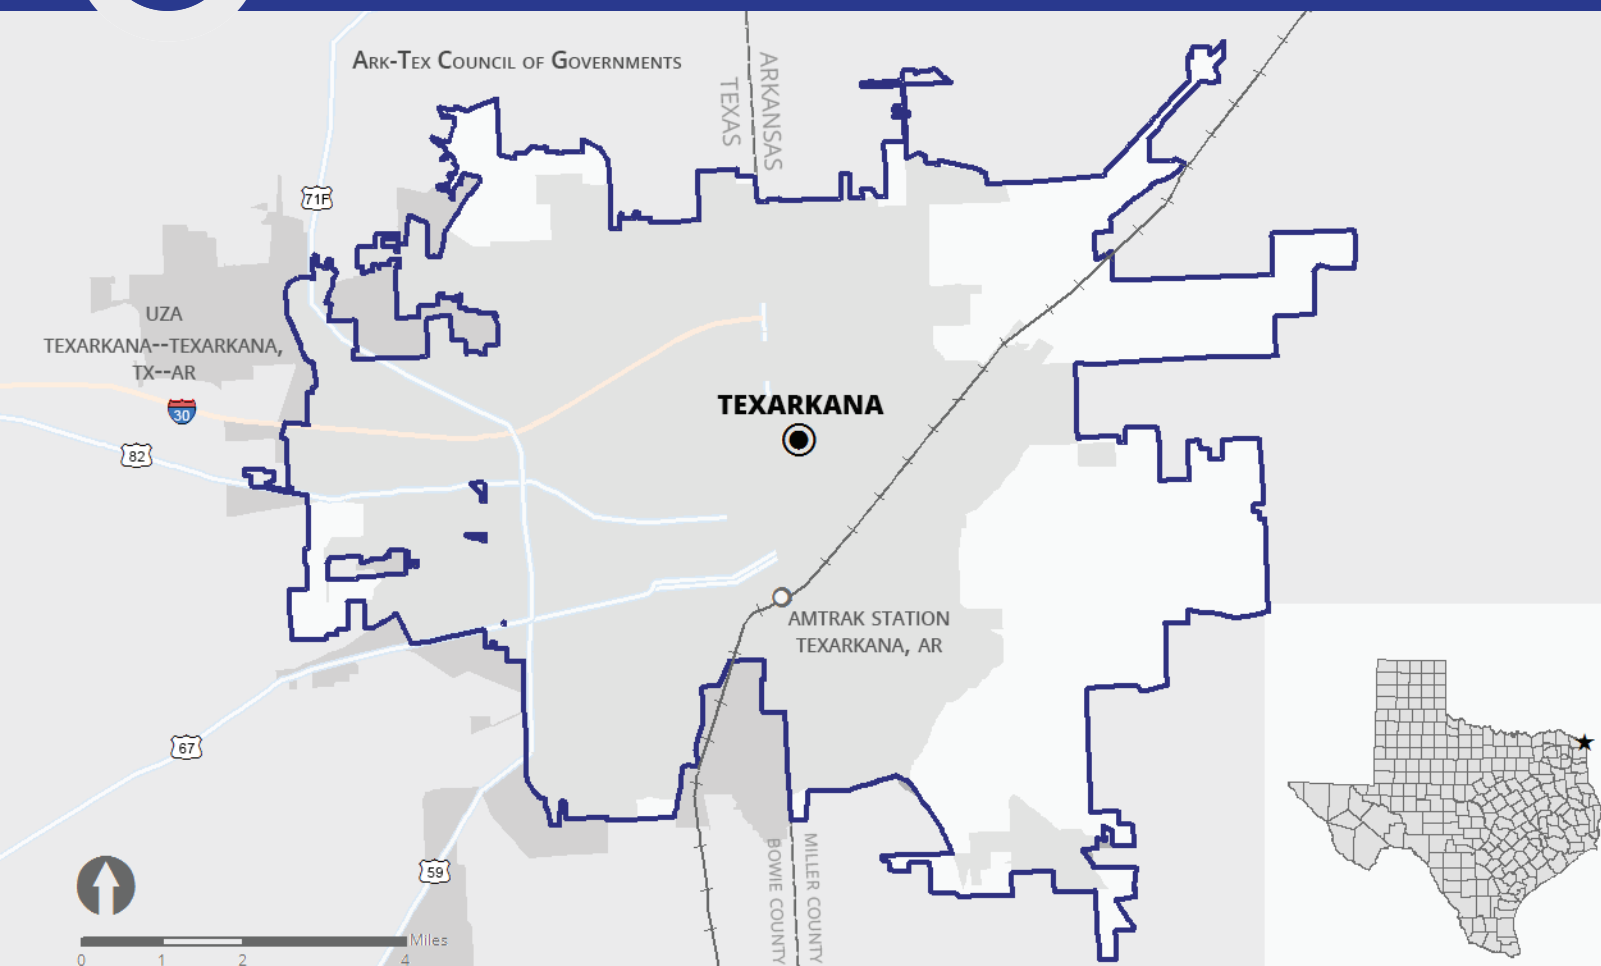 ARK-TEX COUNCIL OF GOVERNMENTS
ARKANSAS
TEXAS
71F
UZA
TEXARKANA--TEXARKANA,
TX--AR
30
82
TEXARKANA
AMTRAK STATION
TEXARKANA, AR
67
59
BOWIE COUNTY
MILLER COUNTY
Miles
0 1 2 4